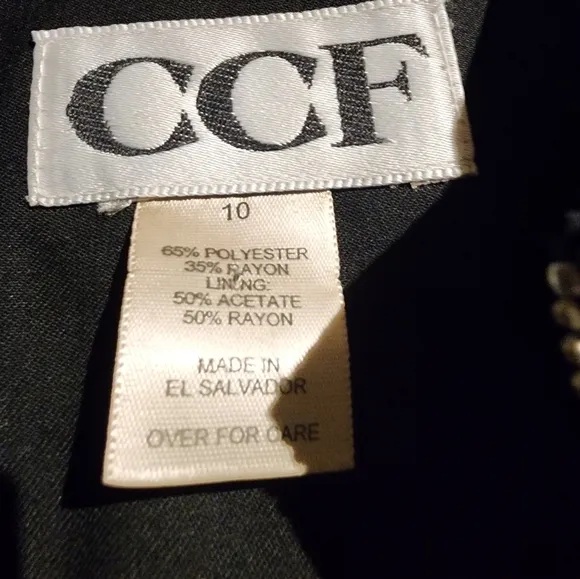 CCF
10
65% POLYESTER
35% RAYON
LINING:
50% ACETATE
50% RAYON
MADE IN
EL SALVADOR
OVER FOR CARE